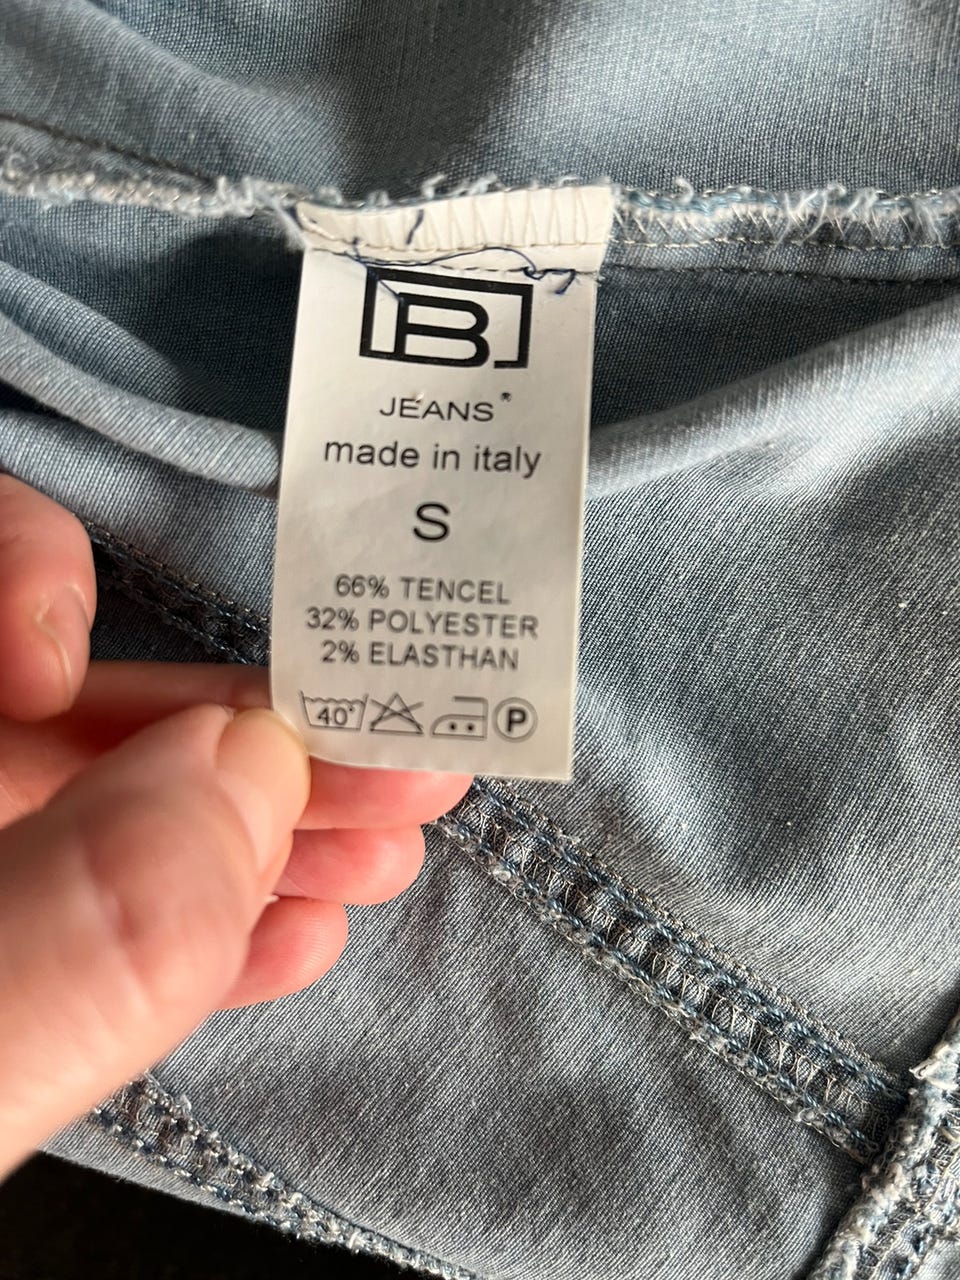 B
JEANS®
made in italy
S
66% TENCEL
32% POLYESTER
2% ELASTHAN
40° P